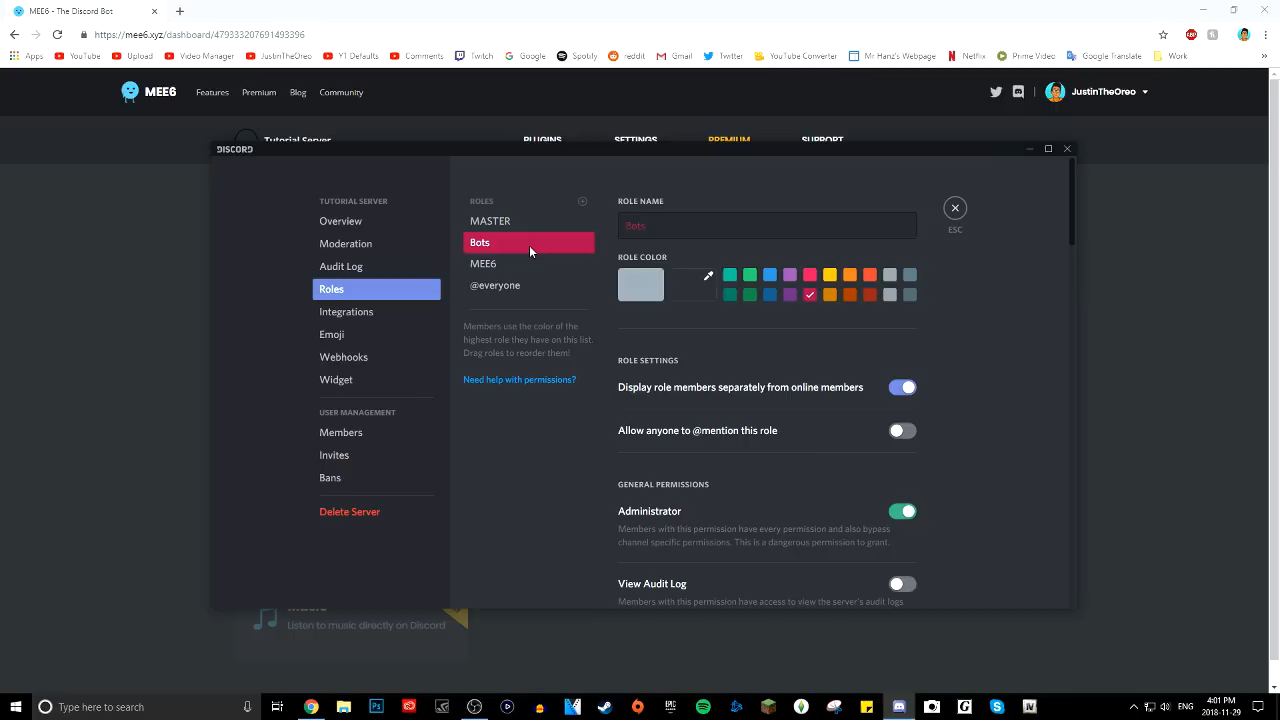 MEE6 - The Discord Bot
https://mee6.xyz/dashboard/479333207691493396
Apps YouTube Upload Video Manager JustinTheOreo Y1 Defaults Comments Twitch Google Spotify reddit Gmail Twitter YouTube Converter Mr Hanz's Webpage Netflix Prime Video Google Translate Work
MEE6 Features Premium Blog Community JustinTheOreo
Tutorial Server PLUGINS SETTINGS PREMIUM SUPPORT
DISCORD
TUTORIAL SERVER
Overview
Moderation
Audit Log
Roles
Integrations
Emoji
Webhooks
Widget
USER MANAGEMENT
Members
Invites
Bans
Delete Server
ROLES
MASTER
Bots
MEE6
@everyone
Members use the color of the
highest role they have on this list.
Drag roles to reorder them!
Need help with permissions?
ROLE NAME
Bots
ROLE COLOR
ROLE SETTINGS
Display role members separately from online members
Allow anyone to @mention this role
GENERAL PERMISSIONS
Administrator
Members with this permission have every permission and also bypass
channel specific permissions. This is a dangerous permission to grant.
View Audit Log
Members with this permission have access to view the server's audit logs
ESC
Music
Listen to music directly on Discord
Type here to search
4:01 PM
2018-11-29